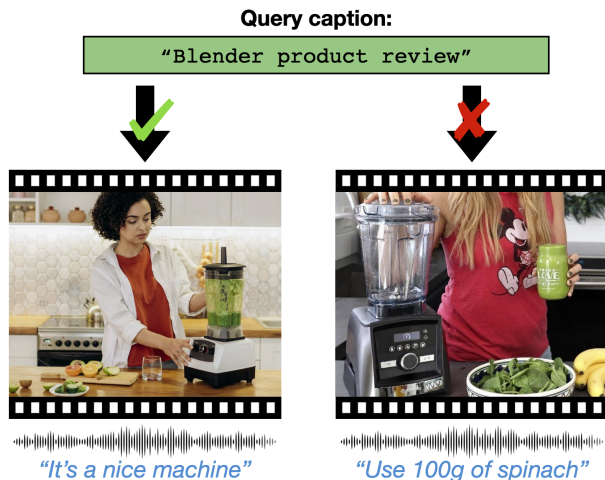 Query caption:
"Blender product review"
LOVE
"It's a nice machine"
"Use 100g of spinach"